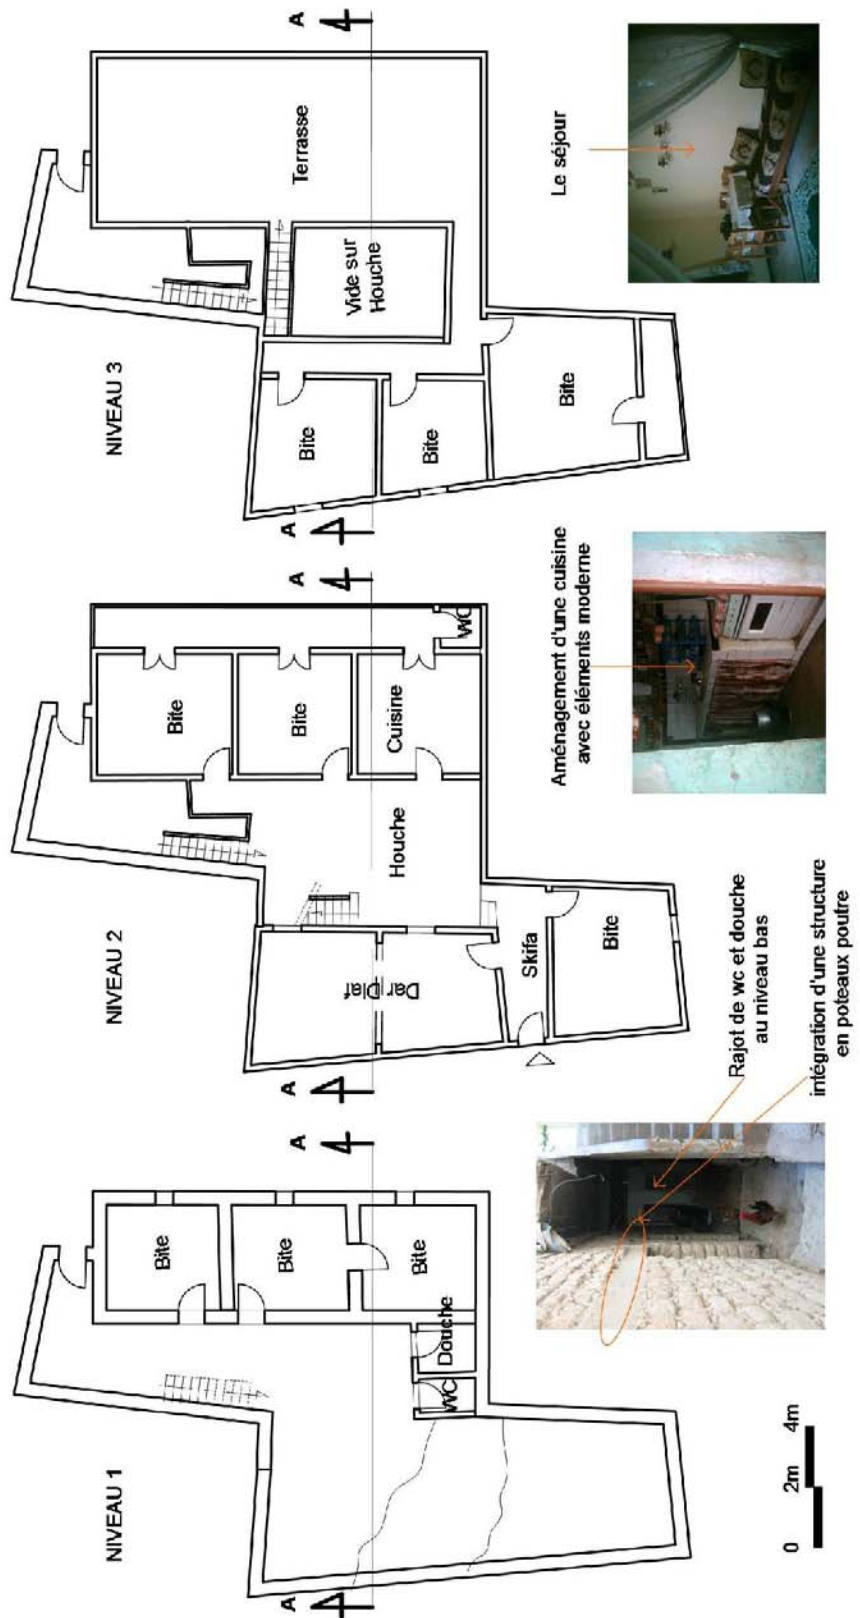 NIVEAU 1
A
A
Bite
Bite
Bite
Douche
WC
0
2m
4m
Rajot de wc et douche
au niveau bas
intégration d'une structure
en poteaux poutre
NIVEAU 2
A
A
Bite
Bite
Cuisine
WC
Houche
Dar Diaf
Skifa
Bite
Aménagement d'une cuisine
avec éléments moderne
NIVEAU 3
A
A
Terrasse
Vide sur
Houche
Bite
Bite
Bite
Le séjour